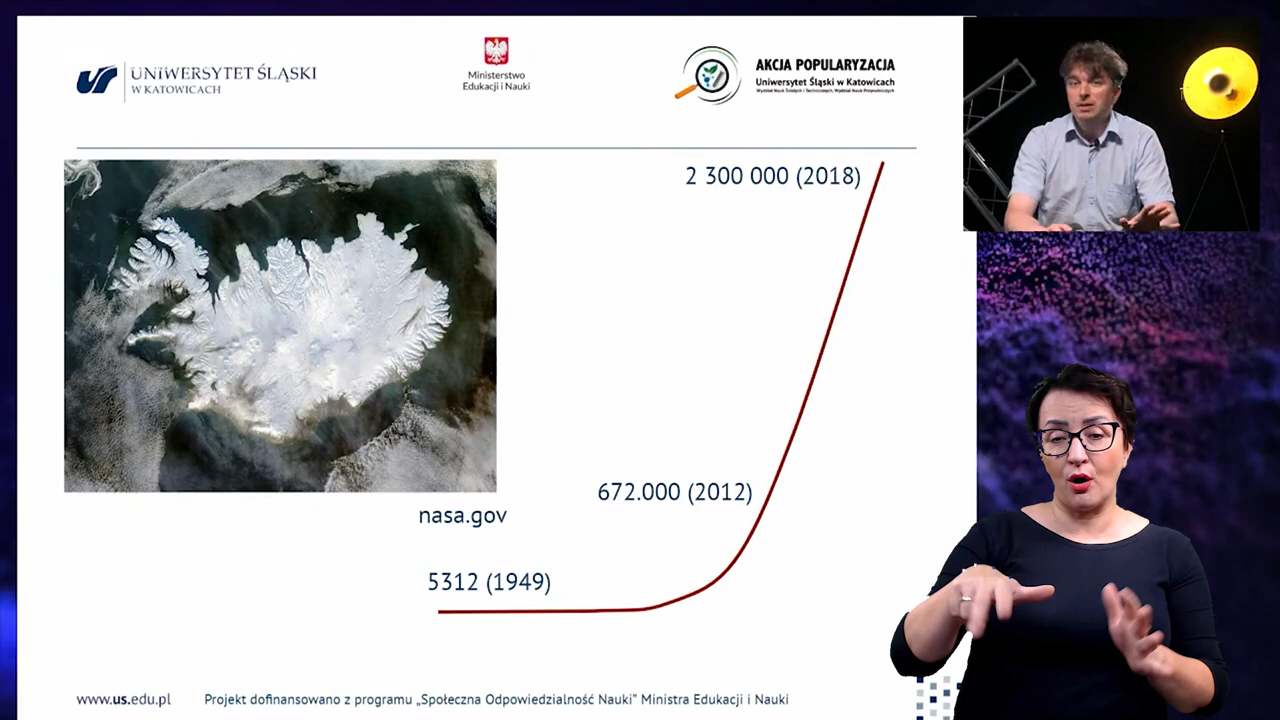 UNIWERSYTET ŚLĄSKI
W KATOWICACH
Ministerstwo
Edukacji i Nauki
AKCJA POPULARYZACJA
Uniwersytet Śląski w Katowicach
Wydział Nauk Ścisłych i Technicznych, Wydział Nauk Przyrodniczych
2 300 000 (2018)
672.000 (2012)
nasa.gov
5312 (1949)
www.us.edu.pl
Projekt dofinansowano z programu „Społeczna Odpowiedzialność Nauki” Ministra Edukacji i Nauki